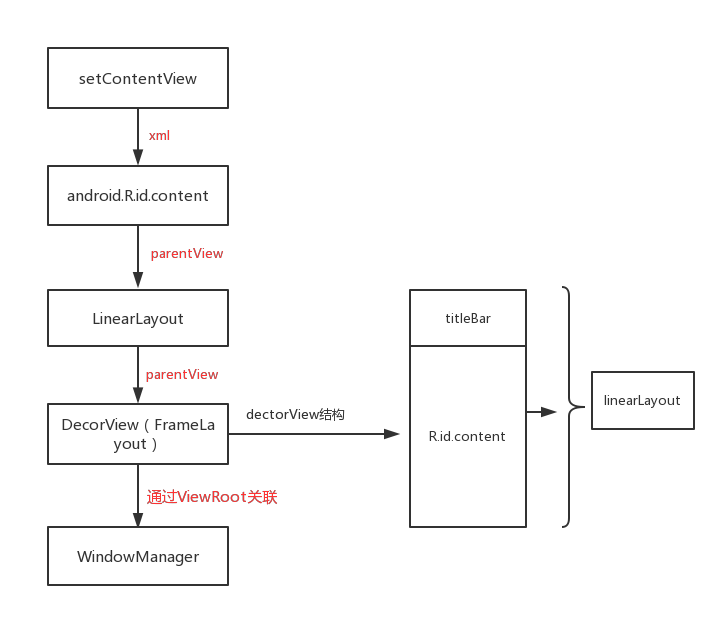 setContentView
xml
android.R.id.content
parentView
LinearLayout
parentView
DecorView（FrameLa
yout）
通过ViewRoot关联
WindowManager
dectorView结构
titleBar
R.id.content
linearLayout